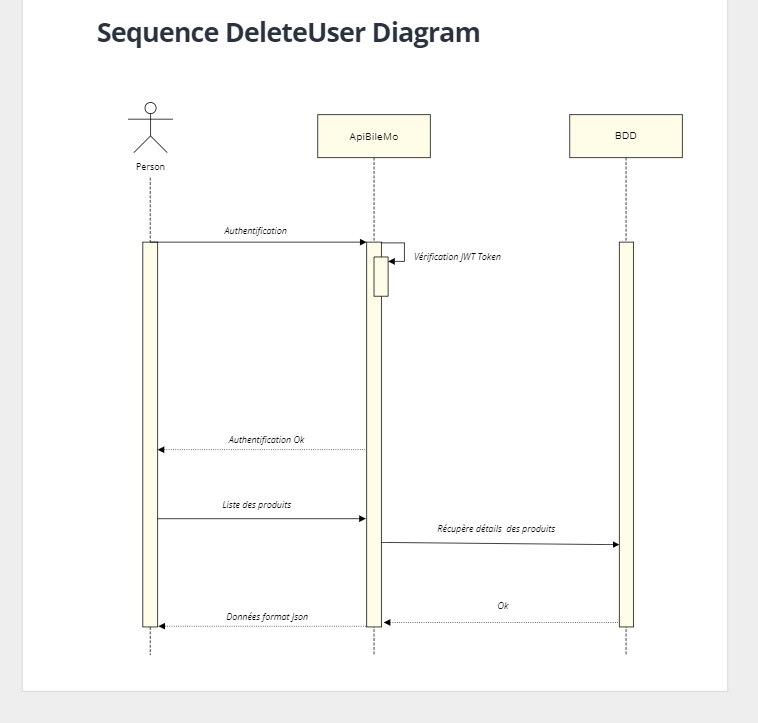 Sequence DeleteUser Diagram
Person
ApiBileMo
BDD
Authentification
Vérification JWT Token
Authentification Ok
Liste des produits
Récupère détails des produits
Ok
Données format Json